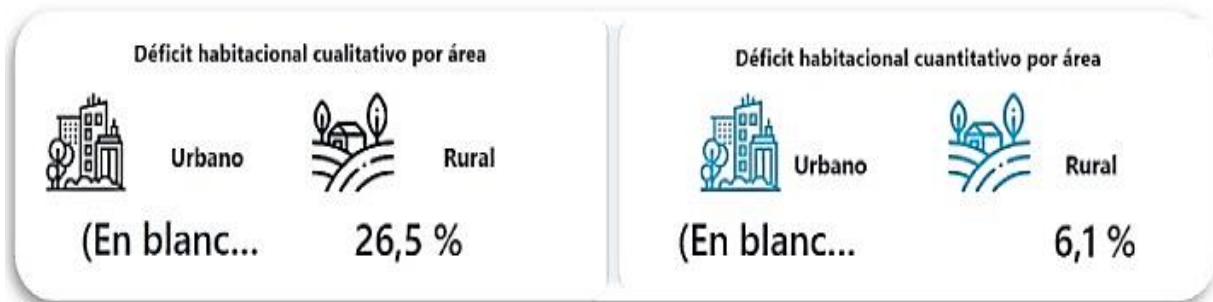 Déficit habitacional cualitativo por área
Urbano
Rural
(En blanc...
26,5 %
Déficit habitacional cuantitativo por área
Urbano
Rural
(En blanc...
6,1 %